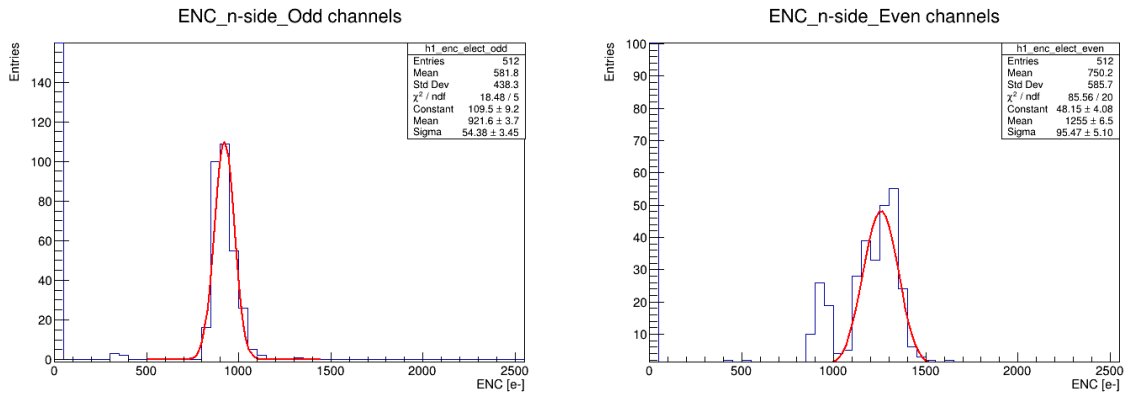 ENC_n-side_Odd channels
Entries
h1_enc_elect_odd
Entries 512
Mean 581.8
Std Dev 438.3
χ² / ndf 18.48 / 5
Constant 109.5 ± 9.2
Mean 921.6 ± 3.7
Sigma 54.38 ± 3.45
140
120
100
80
60
40
20
0
0 500 1000 1500 2000 2500
ENC [e-]
ENC_n-side_Even channels
Entries
h1_enc_elect_even
Entries 512
Mean 750.2
Std Dev 585.7
χ² / ndf 85.56 / 20
Constant 48.15 ± 4.08
Mean 1255 ± 6.5
Sigma 95.47 ± 5.10
100
90
80
70
60
50
40
30
20
10
0 500 1000 1500 2000 2500
ENC [e-]